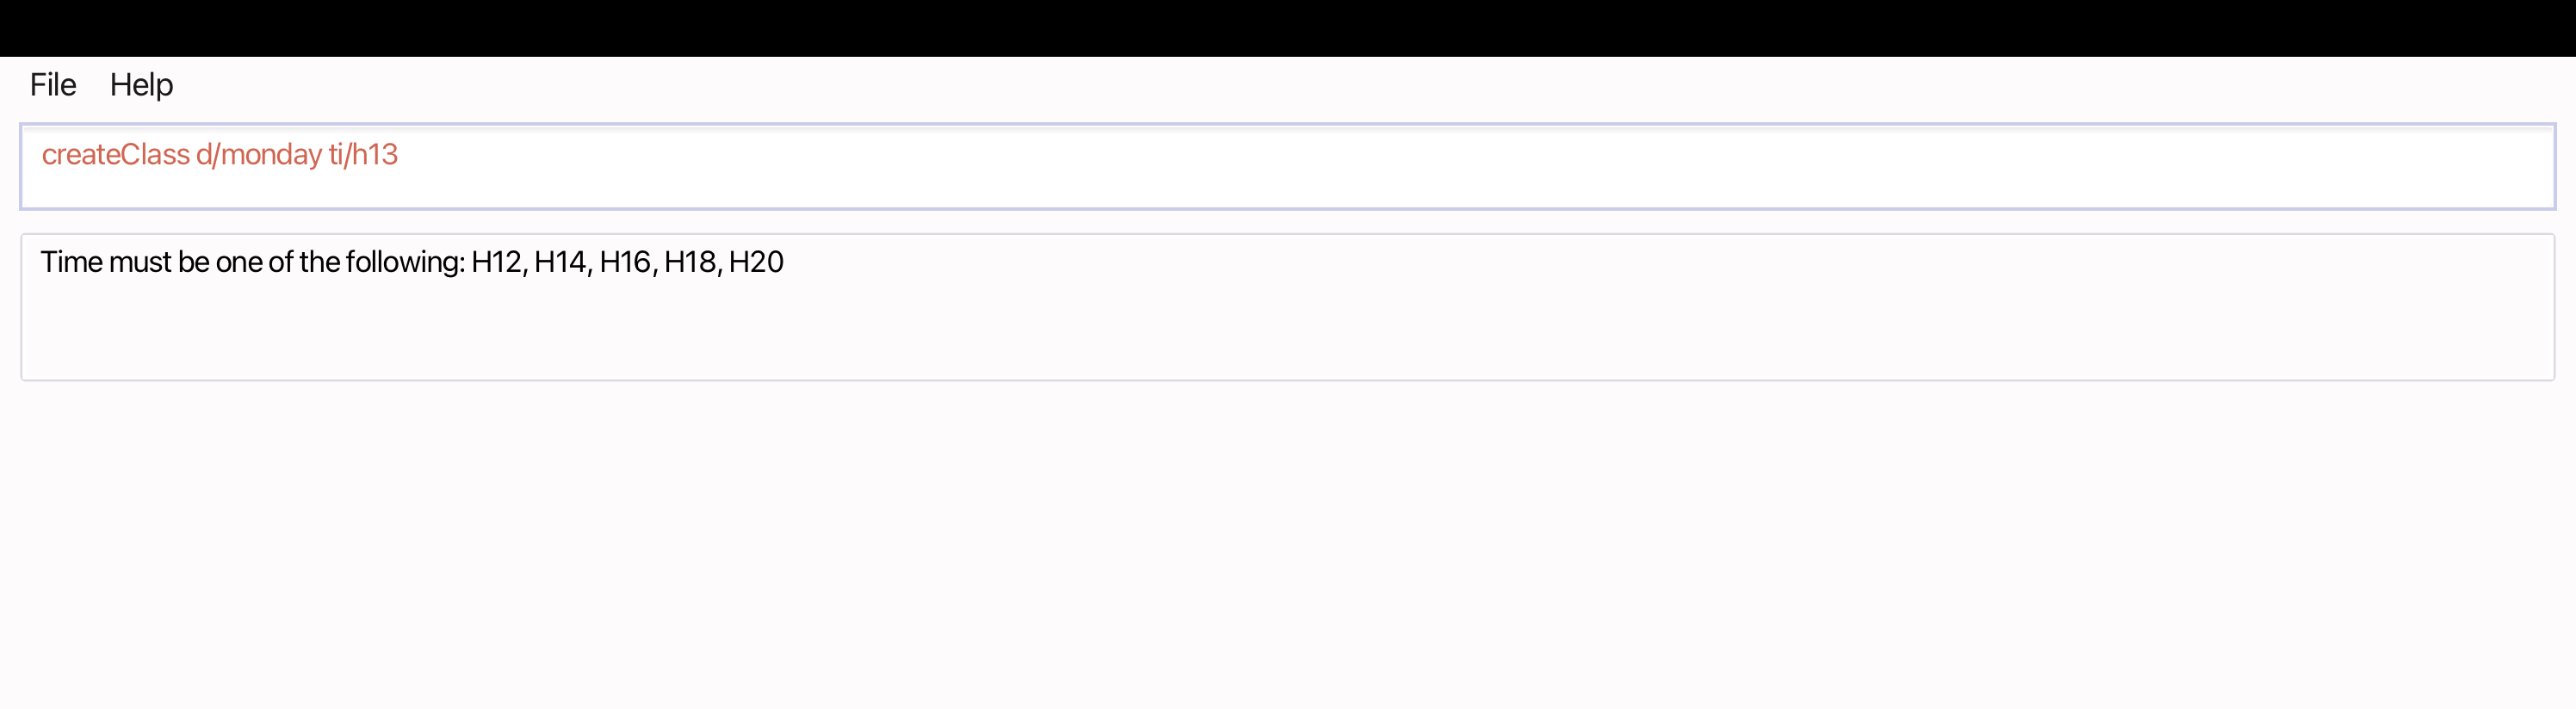 File Help
createClass d/monday ti/h13
Time must be one of the following: H12, H14, H16, H18, H20